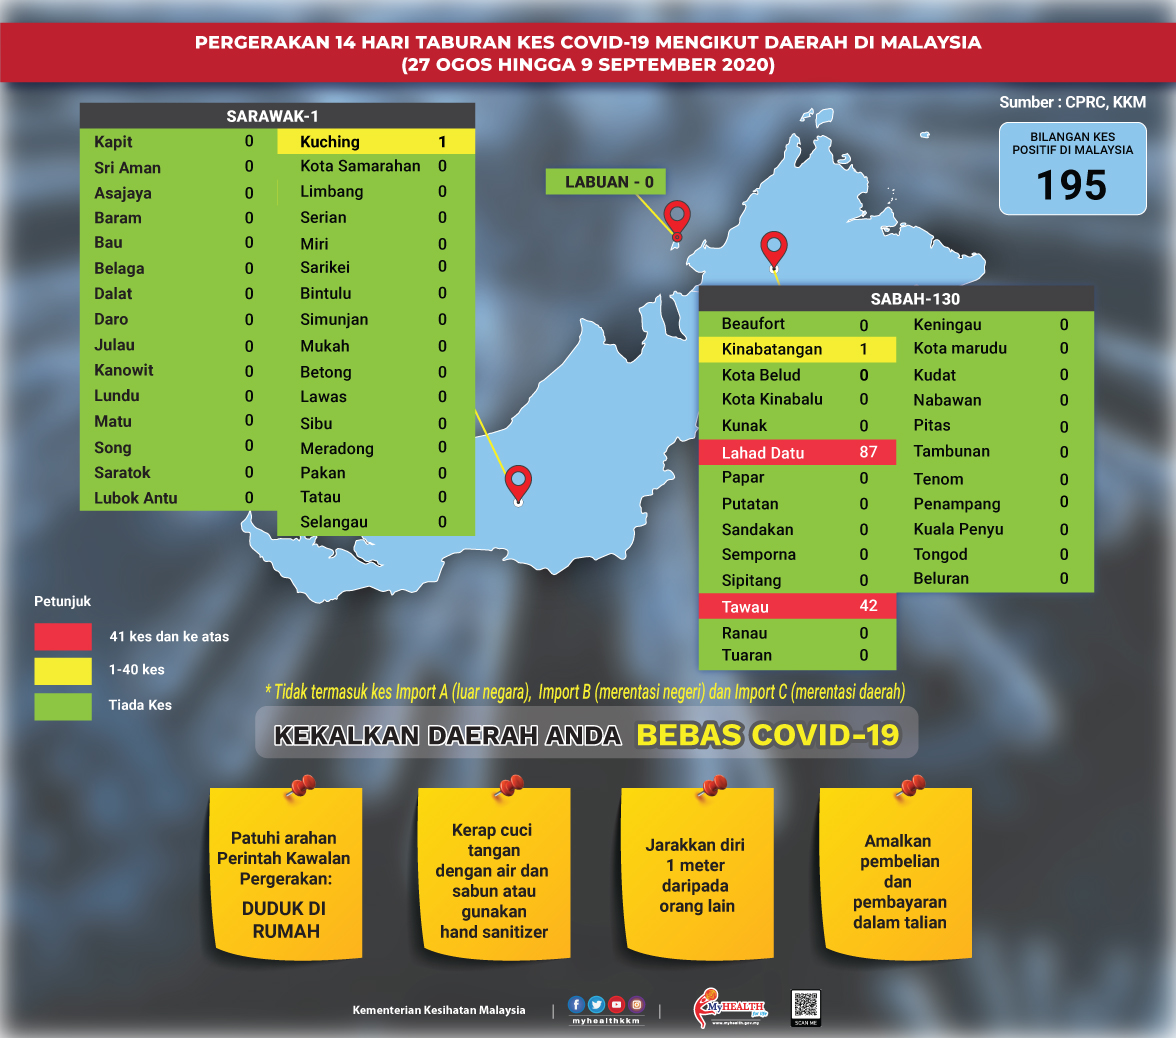 PERGERAKAN 14 HARI TABURAN KES COVID-19 MENGIKUT DAERAH DI MALAYSIA
(27 OGOS HINGGA 9 SEPTEMBER 2020)
Sumber : CPRC, KKM
BILANGAN KES
POSITIF DI MALAYSIA
195
SARAWAK-1
Kapit 0 Kuching 1
Sri Aman 0 Kota Samarahan 0
Asajaya 0 Limbang 0
Baram 0 Serian 0
Bau 0 Miri 0
Belaga 0 Sarikei 0
Dalat 0 Bintulu 0
Daro 0 Simunjan 0
Julau 0 Mukah 0
Kanowit 0 Betong 0
Lundu 0 Lawas 0
Matu 0 Sibu 0
Song 0 Meradong 0
Saratok 0 Pakan 0
Lubok Antu 0 Tatau 0
Selangau 0
LABUAN - 0
SABAH-130
Beaufort 0 Keningau 0
Kinabatangan 1 Kota marudu 0
Kota Belud 0 Kudat 0
Kota Kinabalu 0 Nabawan 0
Kunak 0 Pitas 0
Lahad Datu 87 Tambunan 0
Papar 0 Tenom 0
Putatan 0 Penampang 0
Sandakan 0 Kuala Penyu 0
Semporna 0 Tongod 0
Sipitang 0 Beluran 0
Tawau 42
Ranau 0
Tuaran 0
Petunjuk
41 kes dan ke atas
1-40 kes
Tiada Kes
* Tidak termasuk kes Import A (luar negara), Import B (merentasi negeri) dan Import C (merentasi daerah)
KEKALKAN DAERAH ANDA BEBAS COVID-19
Patuhi arahan
Perintah Kawalan
Pergerakan:
DUDUK DI
RUMAH
Kerap cuci
tangan
dengan air dan
sabun atau
gunakan
hand sanitizer
Jarakkan diri
1 meter
daripada
orang lain
Amalkan
pembelian
dan
pembayaran
dalam talian
Kementerian Kesihatan Malaysia
myhealthkkm
MyHEALTH
for life
www.myhealth.gov.my
SCAN ME